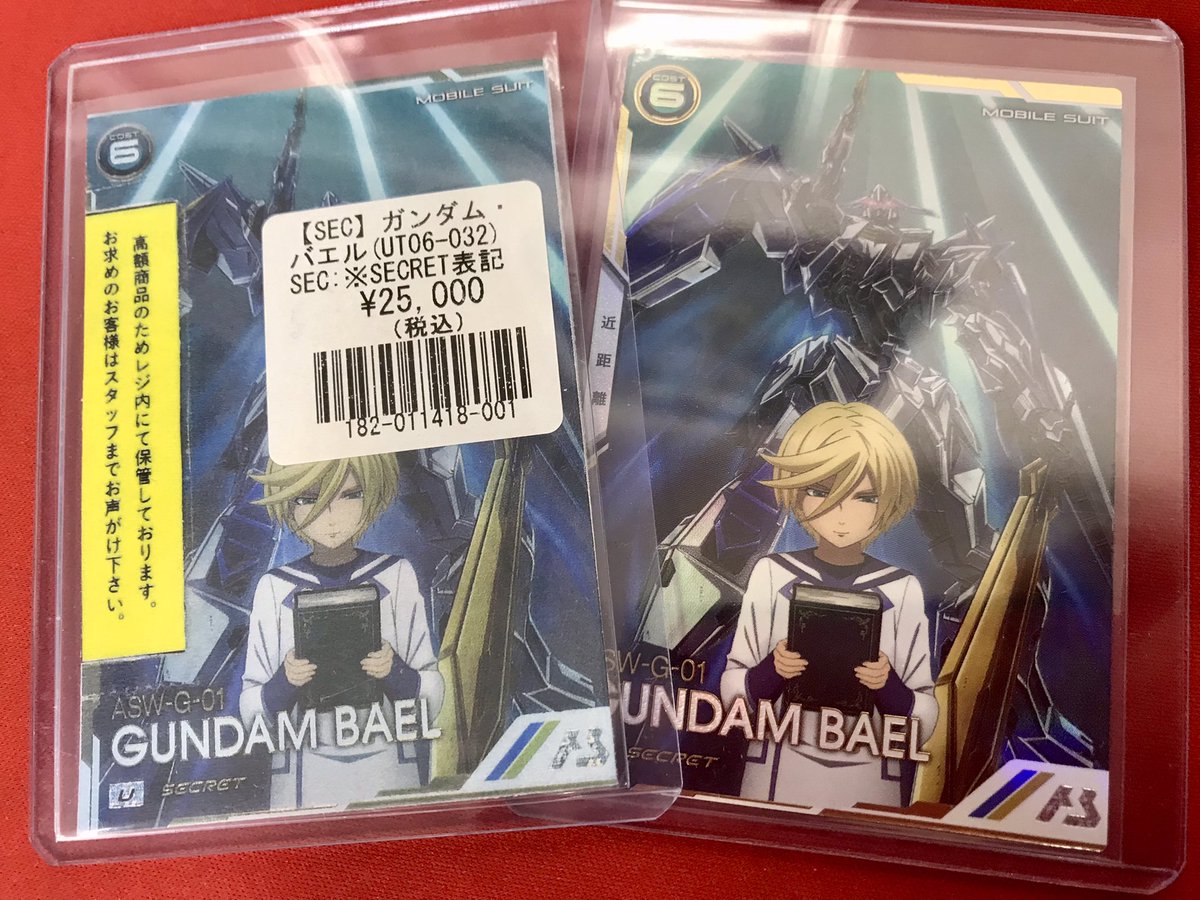 COST
6
MOBILE SUIT
高額商品のためレジ内にて保管しております。
お求めのお客様はスタッフまでお声がけ下さい。
【SEC】ガンダム・
バエル(UT06-032)
SEC:※SECRET表記
¥25,000
(税込)
182-011418-001
ASW-G-01
GUNDAM BAEL
U
SECRET
COST
6
MOBILE SUIT
近距離
SW-G-01
UNDAM BAEL
SECRET